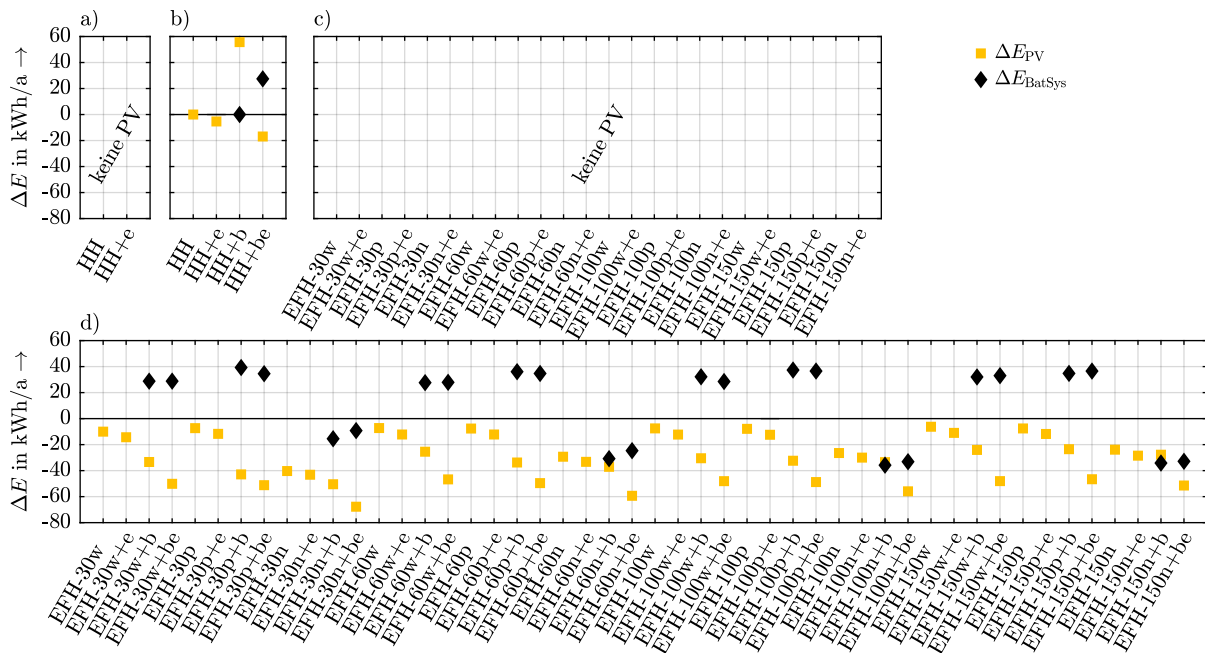 a)
b)
c)
ΔE in kWh/a →
60
40
20
0
-20
-40
-60
-80
keine PV
keine PV
ΔE_PV
ΔE_BatSys
HH
HH+e
HH
HH+e
HH+b
HH+be
EFH-30w
EFH-30w+e
EFH-30p
EFH-30p+e
EFH-30n
EFH-30n+e
EFH-60w
EFH-60w+e
EFH-60p
EFH-60p+e
EFH-60n
EFH-60n+e
EFH-100w
EFH-100w+e
EFH-100p
EFH-100p+e
EFH-100n
EFH-100n+e
EFH-150w
EFH-150w+e
EFH-150p
EFH-150p+e
EFH-150n
EFH-150n+e
d)
ΔE in kWh/a →
60
40
20
0
-20
-40
-60
-80
EFH-30w
EFH-30w+e
EFH-30w+b
EFH-30w+be
EFH-30p
EFH-30p+e
EFH-30p+b
EFH-30p+be
EFH-30n
EFH-30n+e
EFH-30n+b
EFH-30n+be
EFH-60w
EFH-60w+e
EFH-60w+b
EFH-60w+be
EFH-60p
EFH-60p+e
EFH-60p+b
EFH-60p+be
EFH-60n
EFH-60n+e
EFH-60n+b
EFH-60n+be
EFH-100w
EFH-100w+e
EFH-100w+b
EFH-100w+be
EFH-100p
EFH-100p+e
EFH-100p+b
EFH-100p+be
EFH-100n
EFH-100n+e
EFH-100n+b
EFH-100n+be
EFH-150w
EFH-150w+e
EFH-150w+b
EFH-150w+be
EFH-150p
EFH-150p+e
EFH-150p+b
EFH-150p+be
EFH-150n
EFH-150n+e
EFH-150n+b
EFH-150n+be